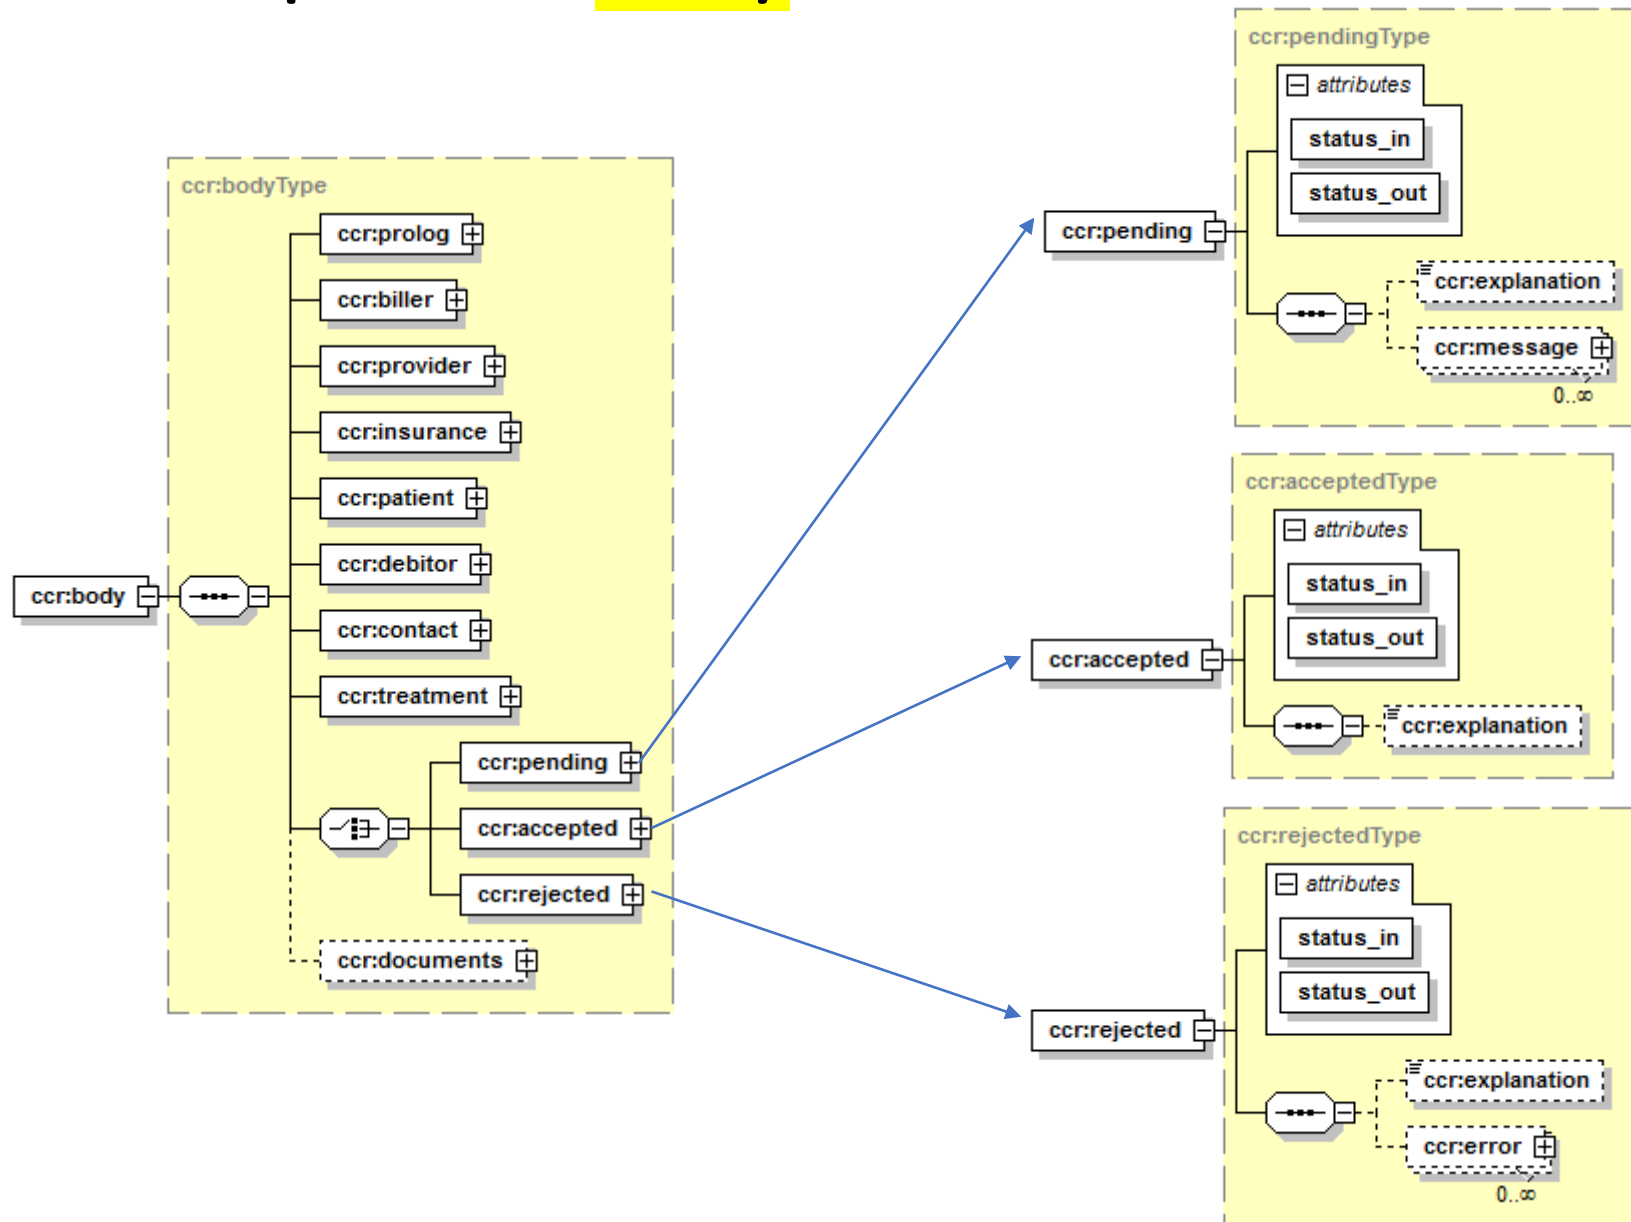 ccr:bodyType
ccr:body
ccr:prolog
ccr:biller
ccr:provider
ccr:insurance
ccr:patient
ccr:debitor
ccr:contact
ccr:treatment
ccr:pending
ccr:accepted
ccr:rejected
ccr:documents
ccr:pendingType
attributes
status_in
status_out
ccr:pending
ccr:explanation
ccr:message
0..∞
ccr:acceptedType
attributes
status_in
status_out
ccr:accepted
ccr:explanation
ccr:rejectedType
attributes
status_in
status_out
ccr:rejected
ccr:explanation
ccr:error
0..∞